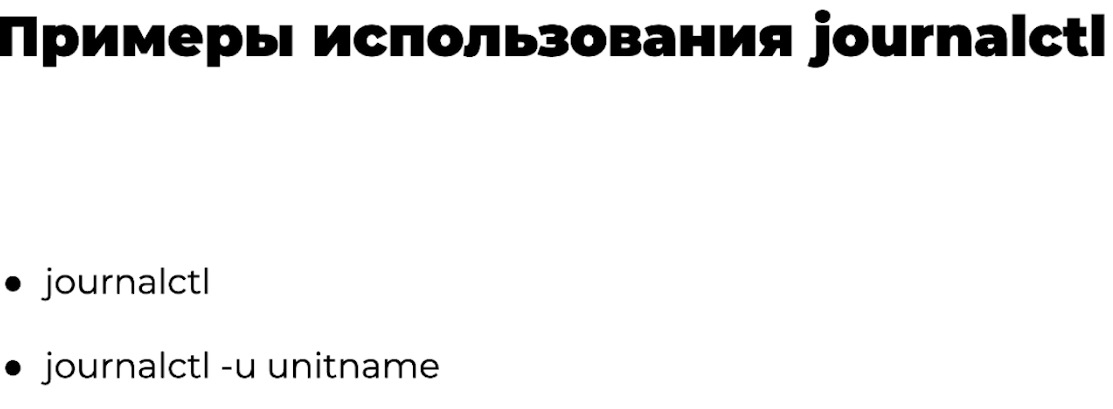 Примеры использования journalctl
● journalctl
● journalctl -u unitname